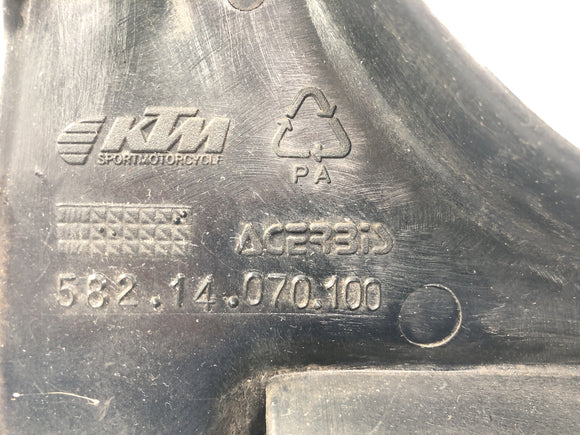 KTM
SPORTMOTORCYCLE
PA
ACERBIS
582.14.070.100